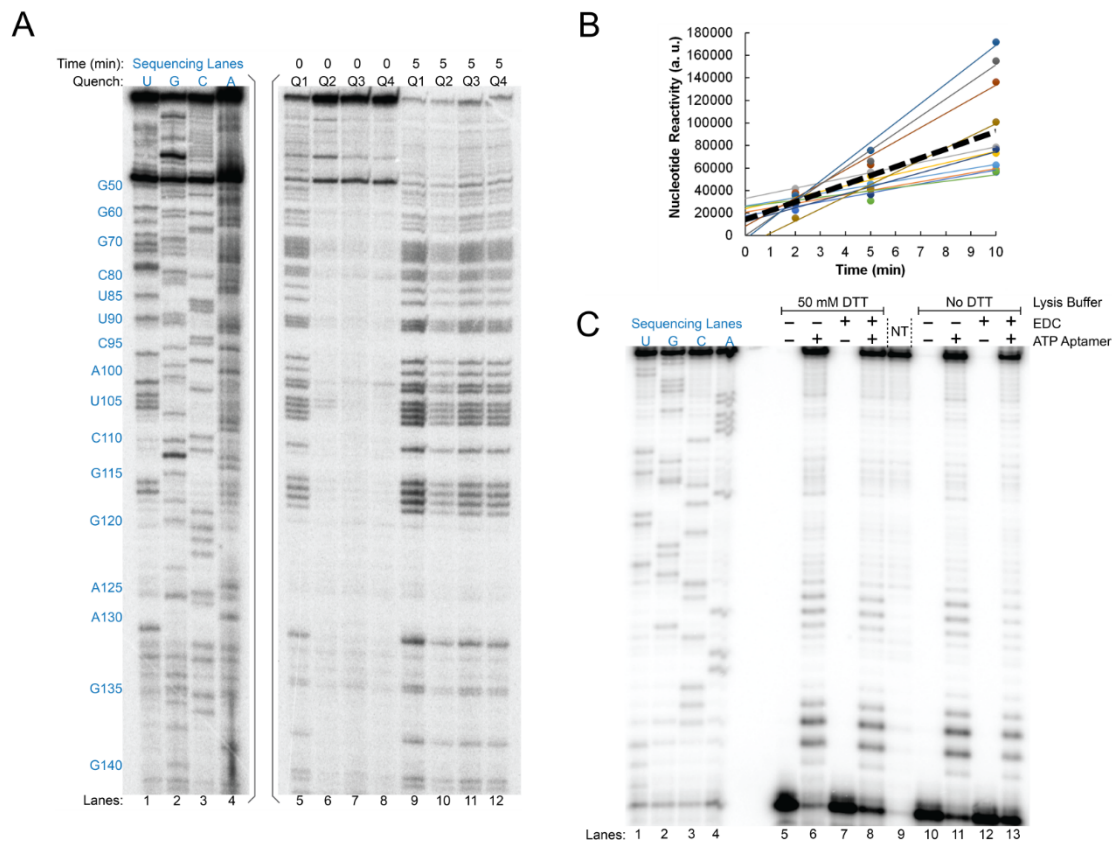 A
Time (min): Sequencing Lanes 0 0 0 0 5 5 5 5
Quench: U G C A Q1 Q2 Q3 Q4 Q1 Q2 Q3 Q4
G50
G60
G70
C80
U85
U90
C95
A100
U105
C110
G115
G120
A125
A130
G135
G140
Lanes: 1 2 3 4 5 6 7 8 9 10 11 12
B
Nucleotide Reactivity (a. u.)
180000
160000
140000
120000
100000
80000
60000
40000
20000
0
0 1 2 3 4 5 6 7 8 9 10
Time (min)
C
50 mM DTT No DTT Lysis Buffer
Sequencing Lanes – – + + NT – – + + EDC
U G C A – + – + – + – + ATP Aptamer
Lanes: 1 2 3 4 5 6 7 8 9 10 11 12 13